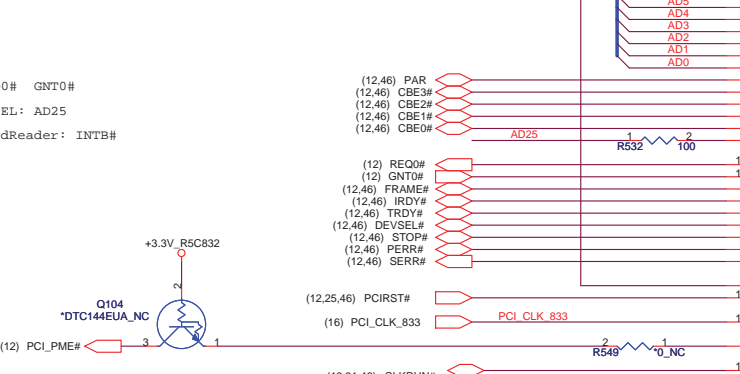 AD5
AD4
AD3
AD2
AD1
AD0
0# GNT0#
EL: AD25
dReader: INTB#
(12,46) PAR
(12,46) CBE3#
(12,46) CBE2#
(12,46) CBE1#
(12,46) CBE0#
AD25
1 2
R532 100
(12) REQ0#
(12) GNT0#
(12,46) FRAME#
(12,46) IRDY#
(12,46) TRDY#
(12,46) DEVSEL#
(12,46) STOP#
(12,46) PERR#
(12,46) SERR#
+3.3V_R5C832
2
Q104
*DTC144EUA_NC
(12) PCI_PME# 3 1
(12,25,46) PCIRST#
(16) PCI_CLK_833 PCI_CLK_833
2 1
R549 *0_NC